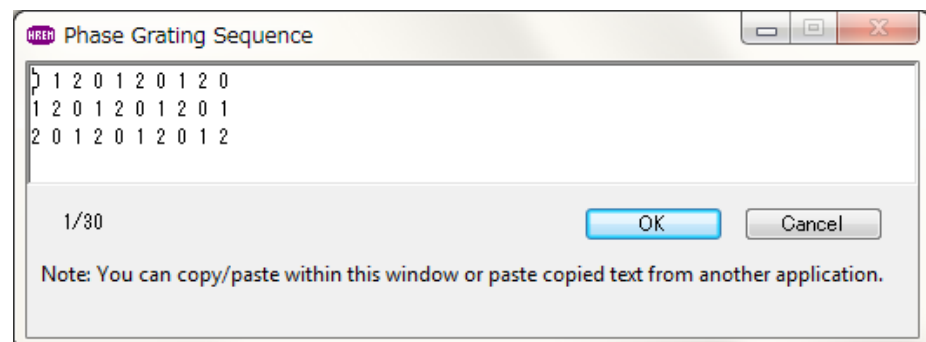 HREM Phase Grating Sequence
0 1 2 0 1 2 0 1 2 0
1 2 0 1 2 0 1 2 0 1
2 0 1 2 0 1 2 0 1 2
1/30
OK Cancel
Note: You can copy/paste within this window or paste copied text from another application.